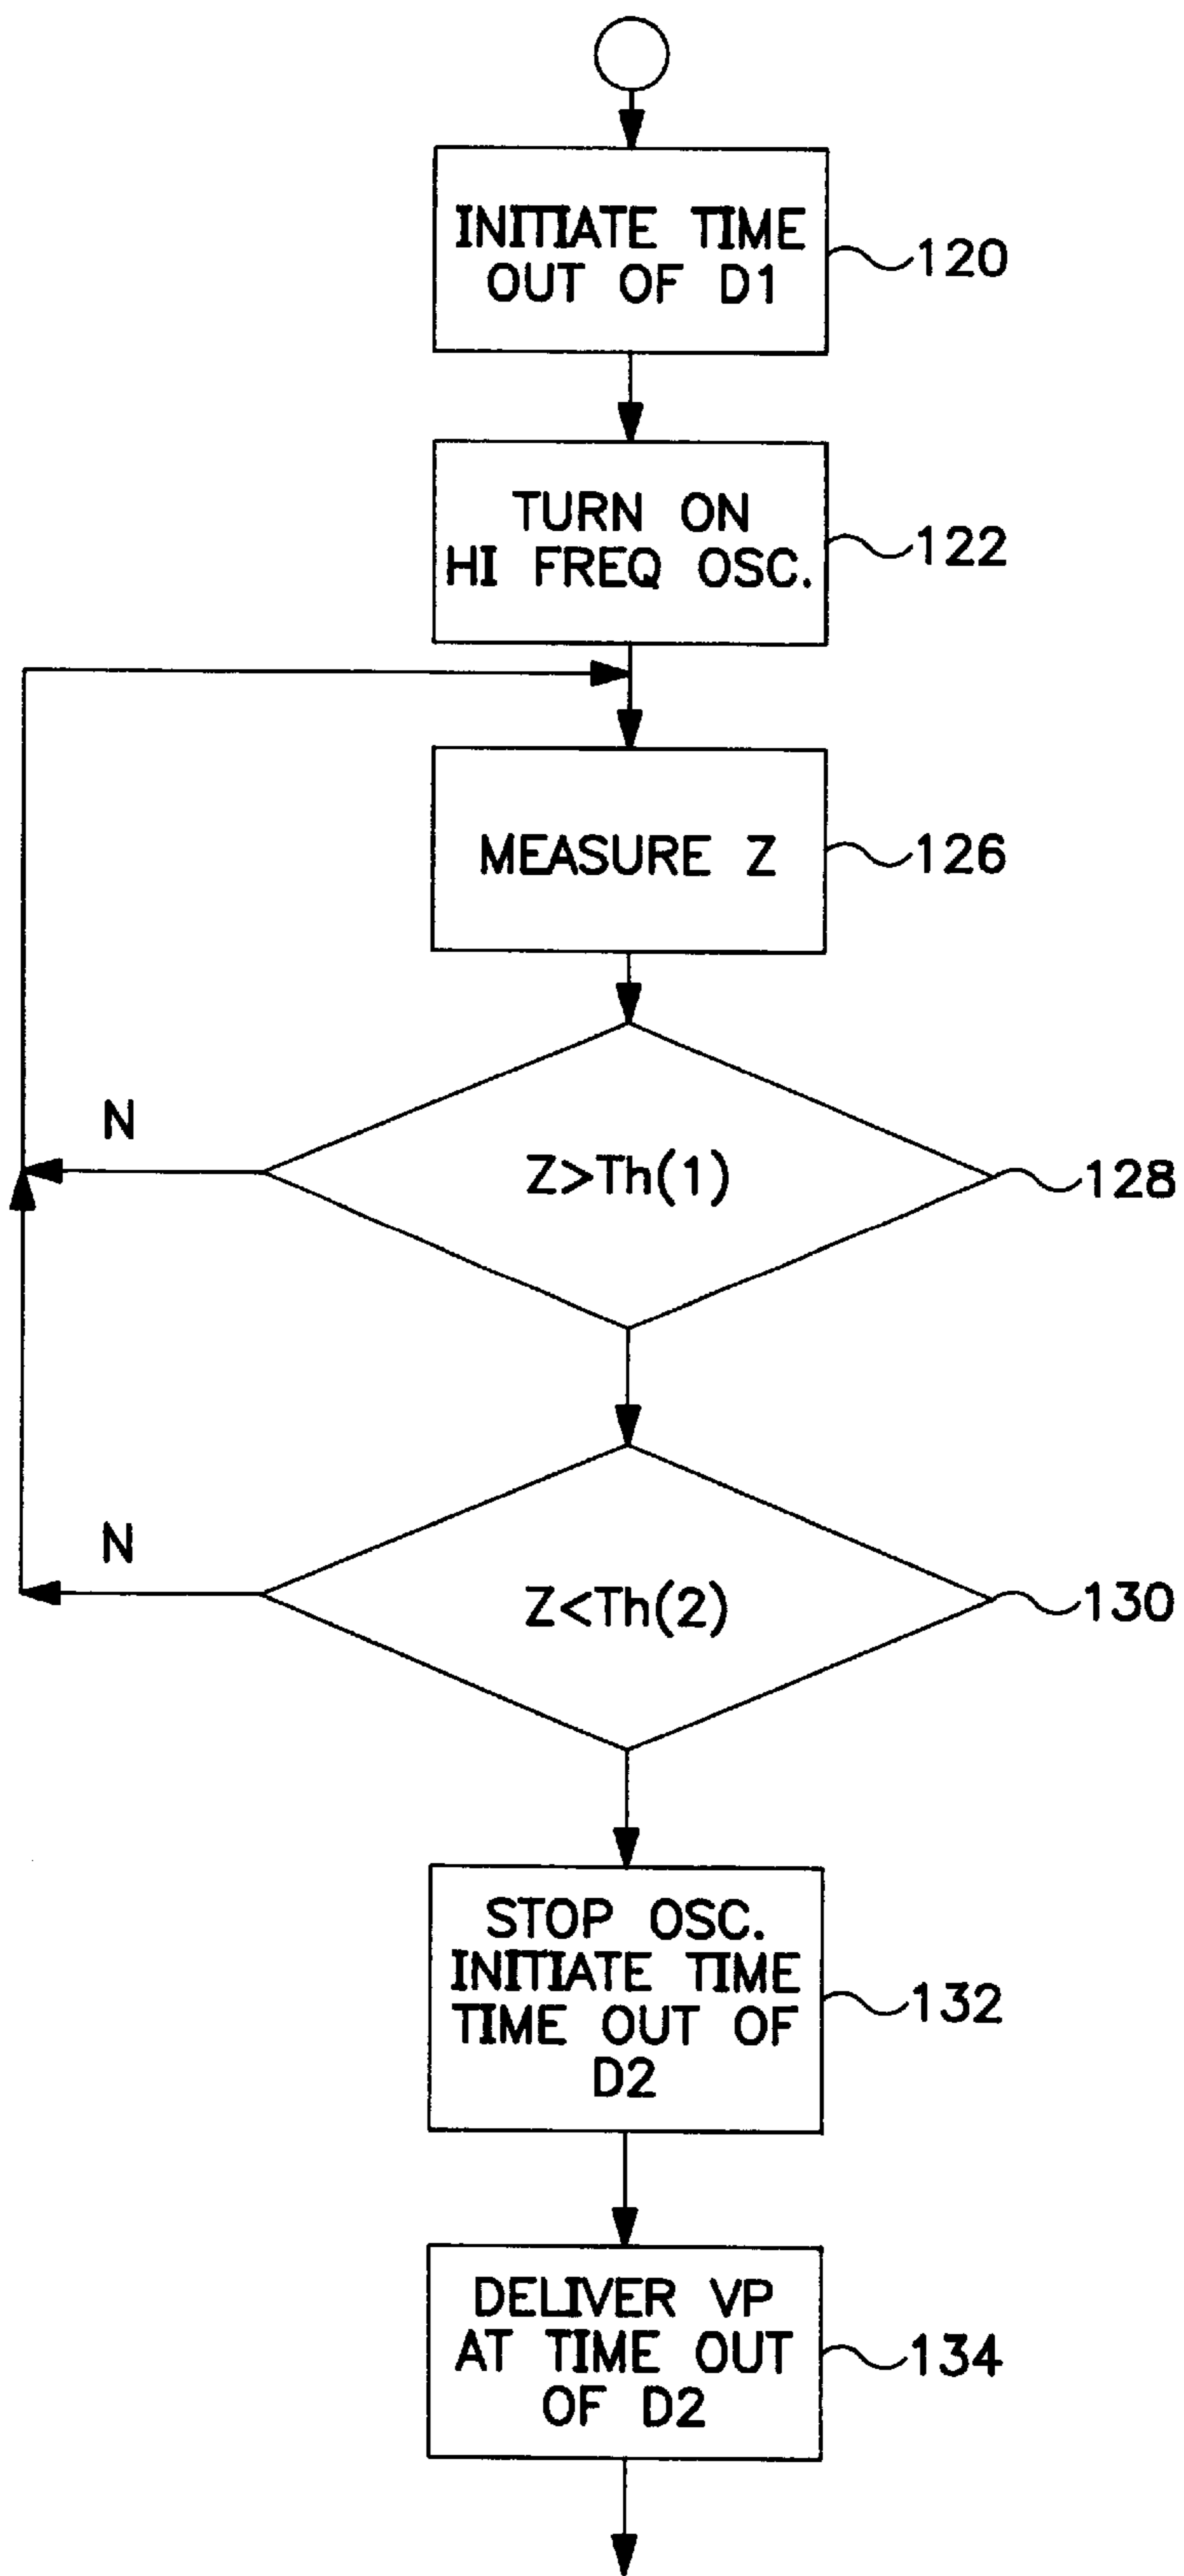 INITIATE TIME
OUT OF D1
120
TURN ON
HI FREQ OSC.
122
MEASURE Z
126
N
Z>Th(1)
128
N
Z<Th(2)
130
STOP OSC.
INITIATE TIME
TIME OUT OF
D2
132
DELIVER VP
AT TIME OUT
OF D2
134